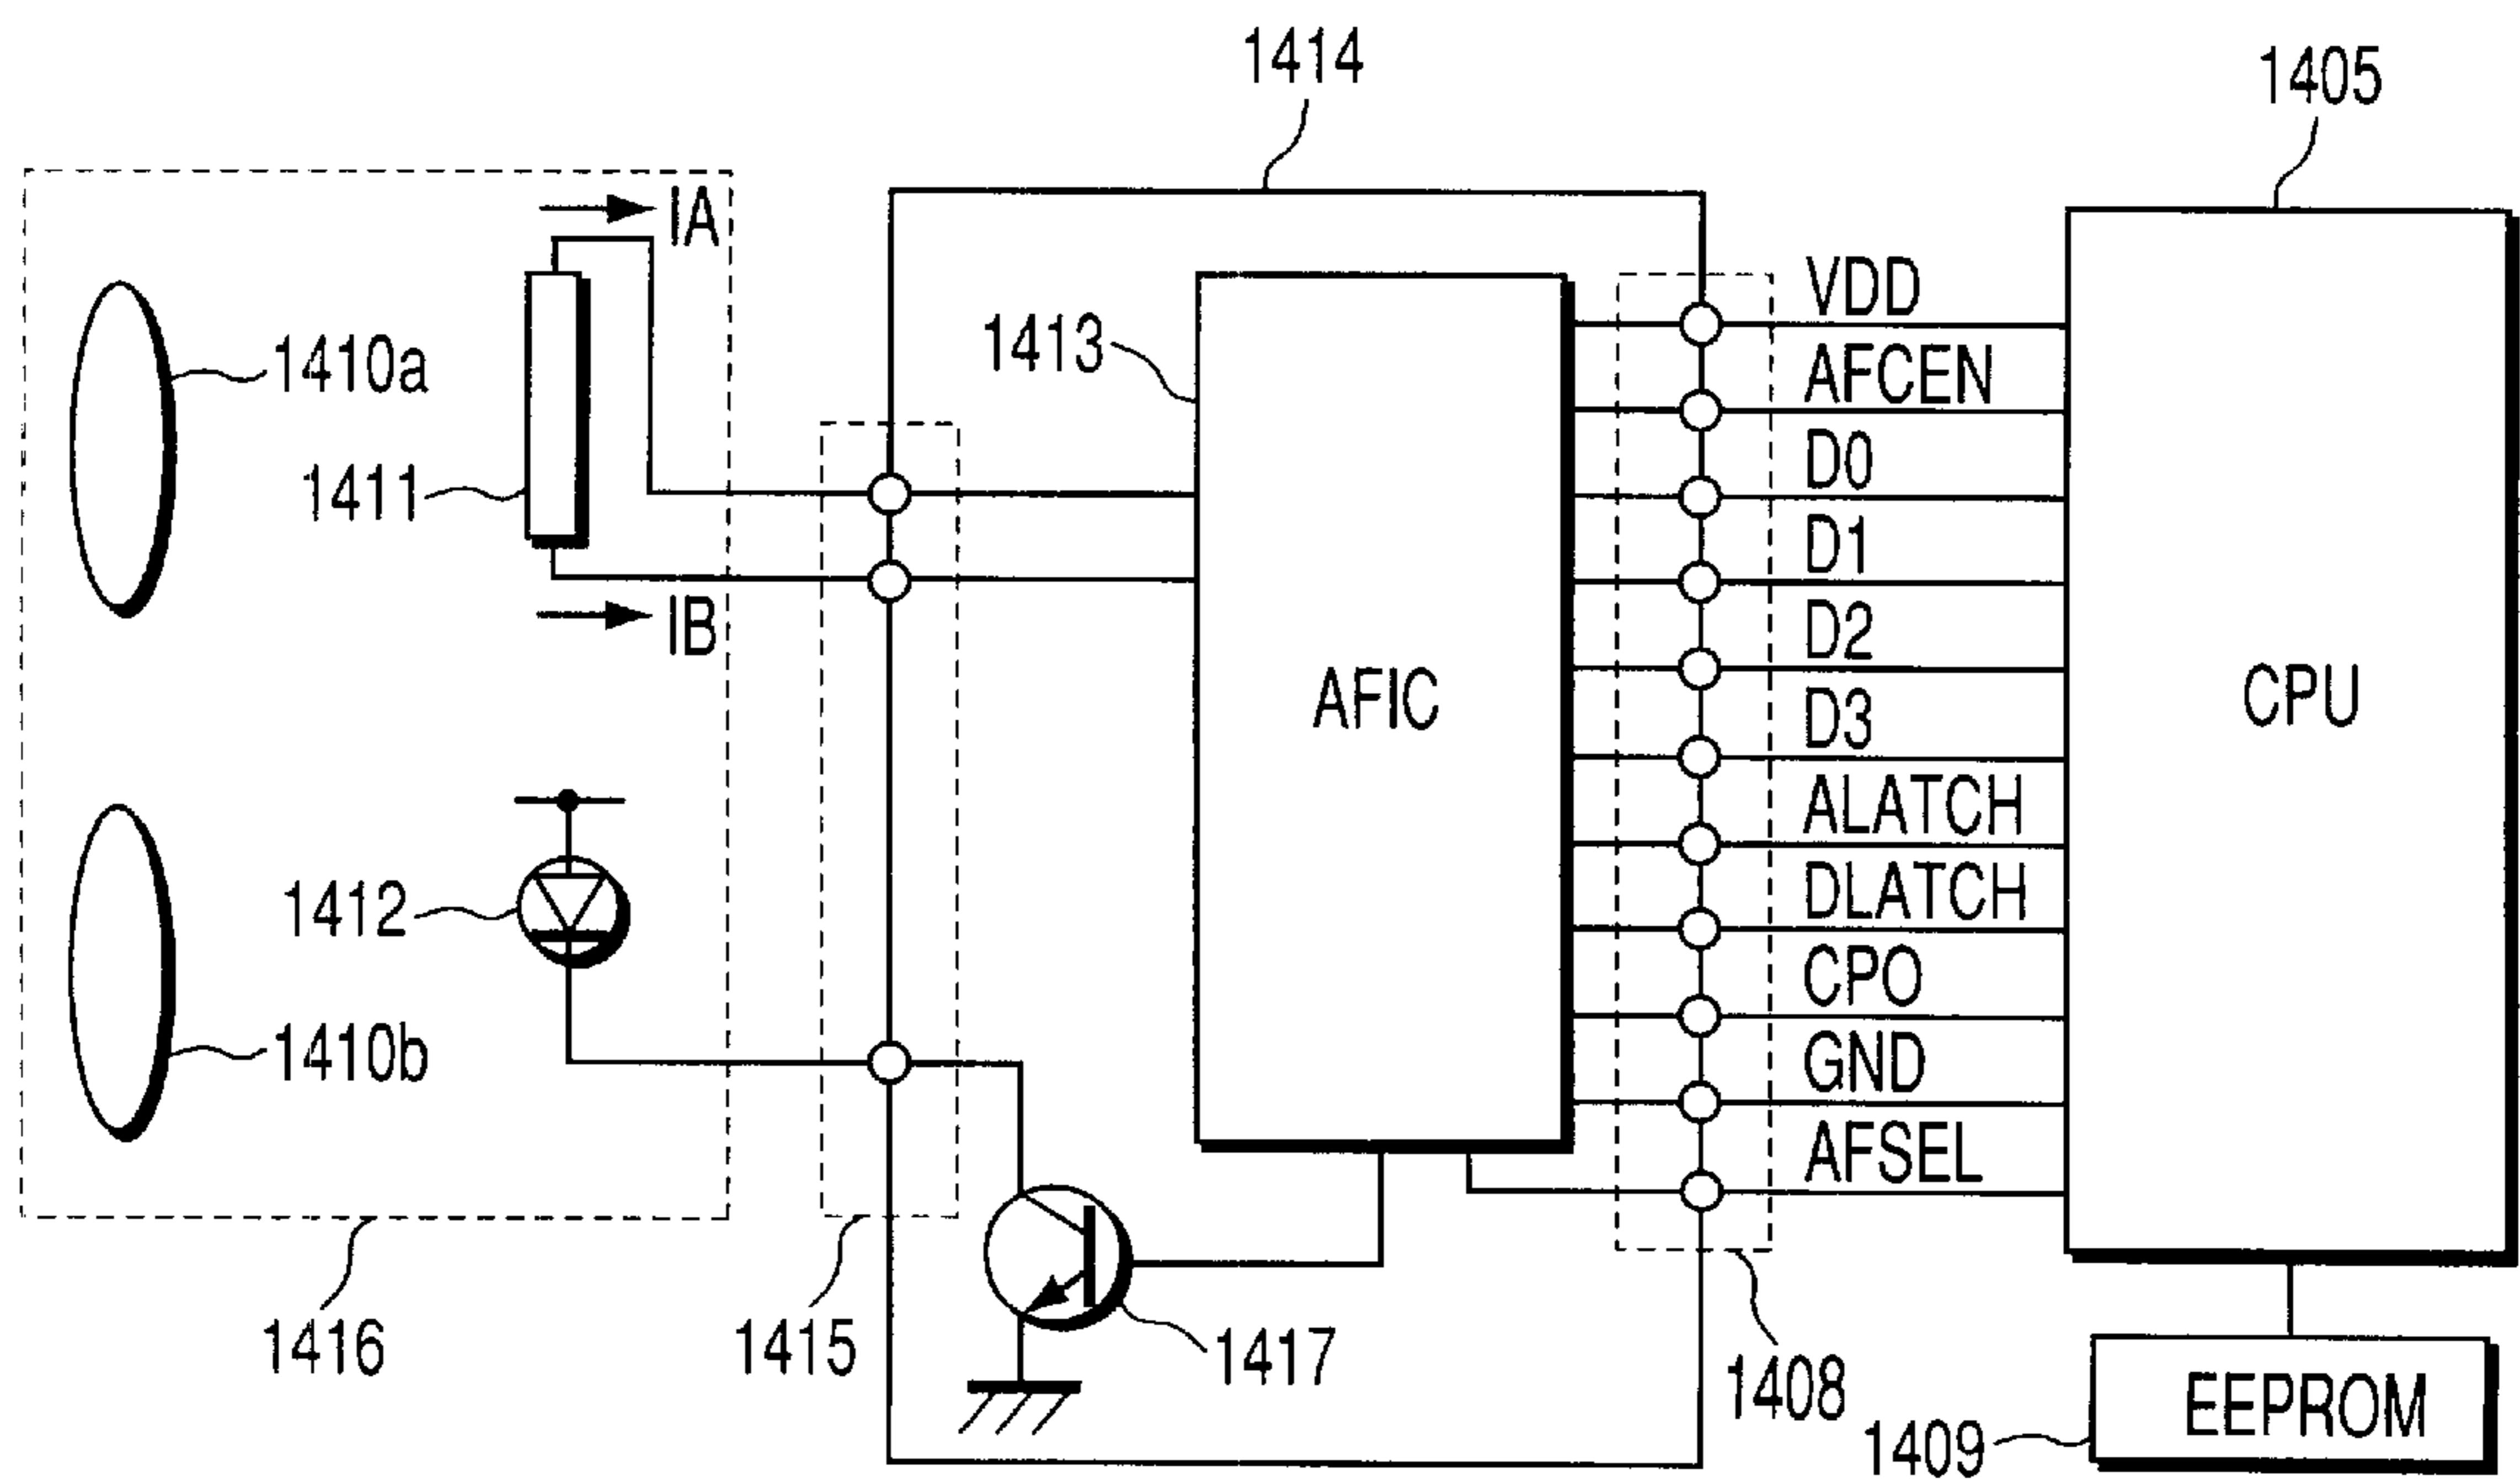 1414
1405
IA
VDD
1413
1410a
AFCEN
D0
1411
D1
IB
D2
AFIC
CPU
D3
ALATCH
1412
DLATCH
CPO
1410b
GND
AFSEL
1416
1415
1417
1408
EEPROM
1409